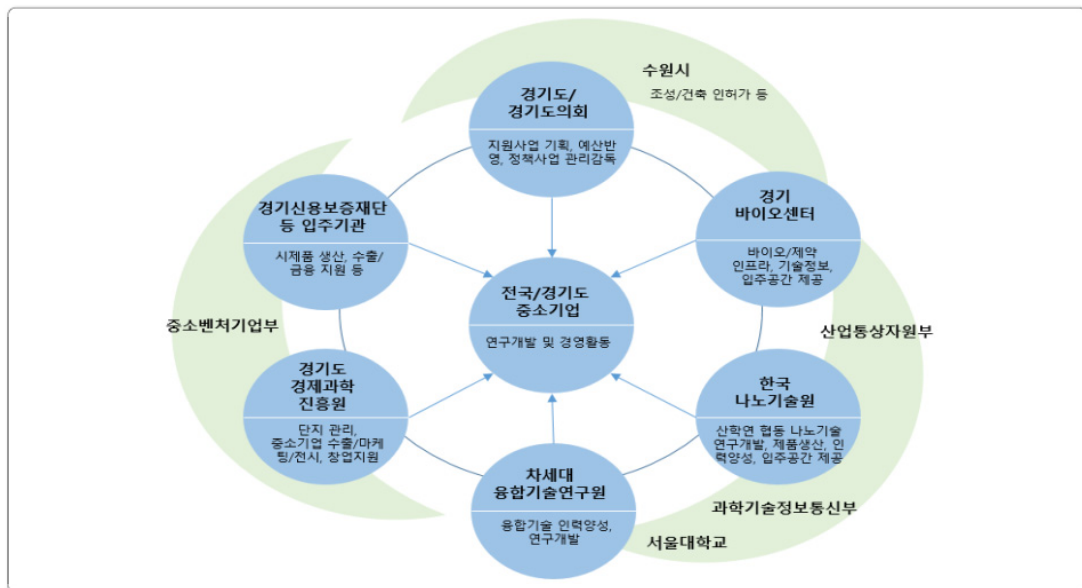 수원시
조성/건축 인허가 등
경기도/
경기도의회
지원사업 기획, 예산반
영, 정책사업 관리감독
경기신용보증재단
등 입주기관
시제품 생산, 수출/
금융 지원 등
경기
바이오센터
바이오/제약
인프라, 기술정보,
입주공간 제공
전국/경기도
중소기업
연구개발 및 경영활동
중소벤처기업부
산업통상자원부
경기도
경제과학
진흥원
단지 관리,
중소기업 수출/마케
팅/전시, 창업지원
한국
나노기술원
산학연 협동 나노기술
연구개발, 제품생산, 인
력양성, 입주공간 제공
차세대
융합기술연구원
융합기술 인력양성,
연구개발
과학기술정보통신부
서울대학교